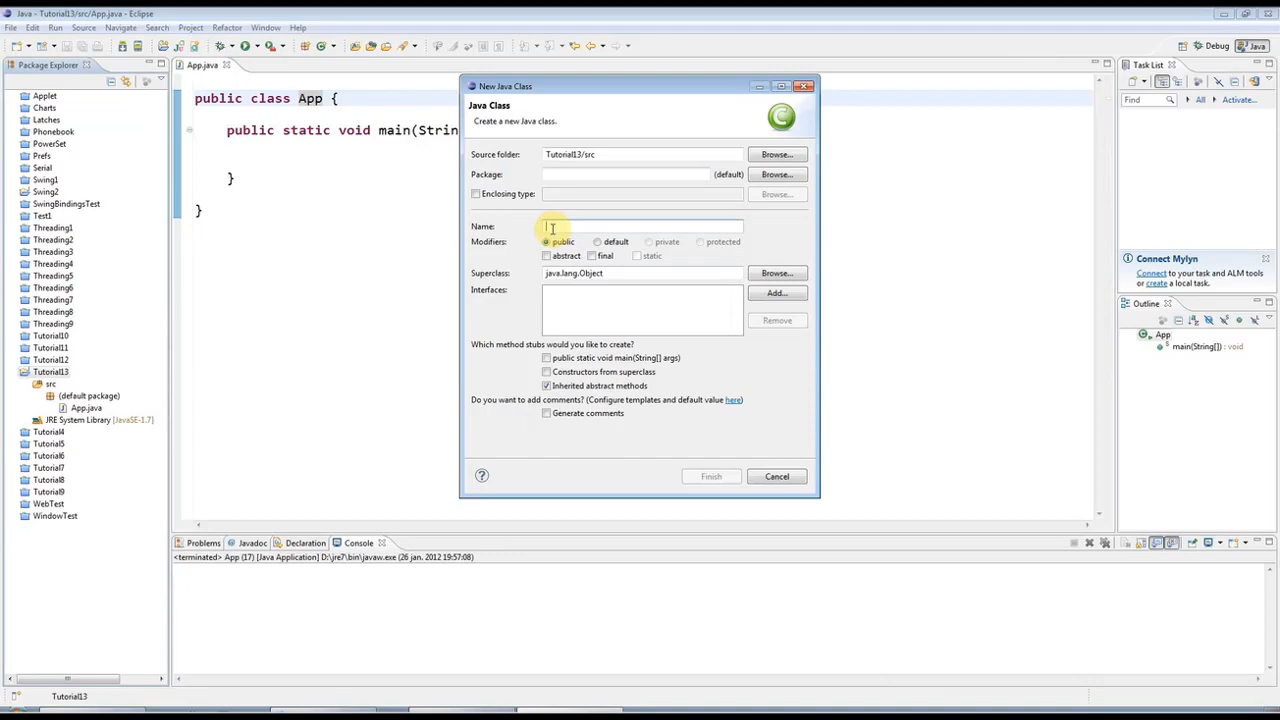 Java - Tutorial13/src/App.java - Eclipse
File Edit Source Refactor Navigate Search Project Run Window Help
Debug Java
Package Explorer
Applet
Charts
Latches
Phonebook
PowerSet
Prefs
Serial
Swing1
Swing2
SwingBindingsTest
Test1
Threading1
Threading2
Threading3
Threading4
Threading5
Threading6
Threading7
Threading8
Threading9
Tutorial10
Tutorial11
Tutorial12
Tutorial13
src
(default package)
App.java
JRE System Library [JavaSE-1.7]
Tutorial4
Tutorial5
Tutorial6
Tutorial7
Tutorial8
Tutorial9
WebTest
WindowTest
App.java
public class App {
public static void main(Strin
}
}
New Java Class
Java Class
Create a new Java class.
Source folder: Tutorial13/src Browse...
Package: (default) Browse...
Enclosing type: Browse...
Name:
Modifiers: public default private protected
abstract final static
Superclass: java.lang.Object Browse...
Interfaces: Add...
Remove
Which method stubs would you like to create?
public static void main(String[] args)
Constructors from superclass
Inherited abstract methods
Do you want to add comments? (Configure templates and default value here)
Generate comments
Finish Cancel
Task List
Find All Activate...
Connect Mylyn
Connect to your task and ALM tools
or create a local task.
Outline
App
main(String[]) : void
Problems Javadoc Declaration Console
<terminated> App (17) [Java Application] D:\jre7\bin\javaw.exe (26 jan. 2012 19:57:08)
Tutorial13